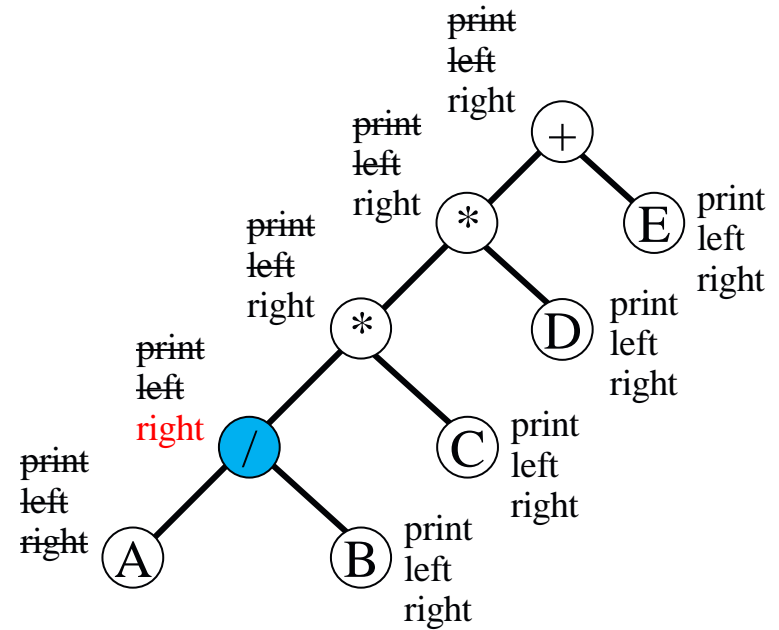 print
left
right
+
print
left
right
*
print
left
right
E
print
left
right
*
print
left
right
D
print
left
right
/
print
left
right
C
print
left
right
A
print
left
right
B